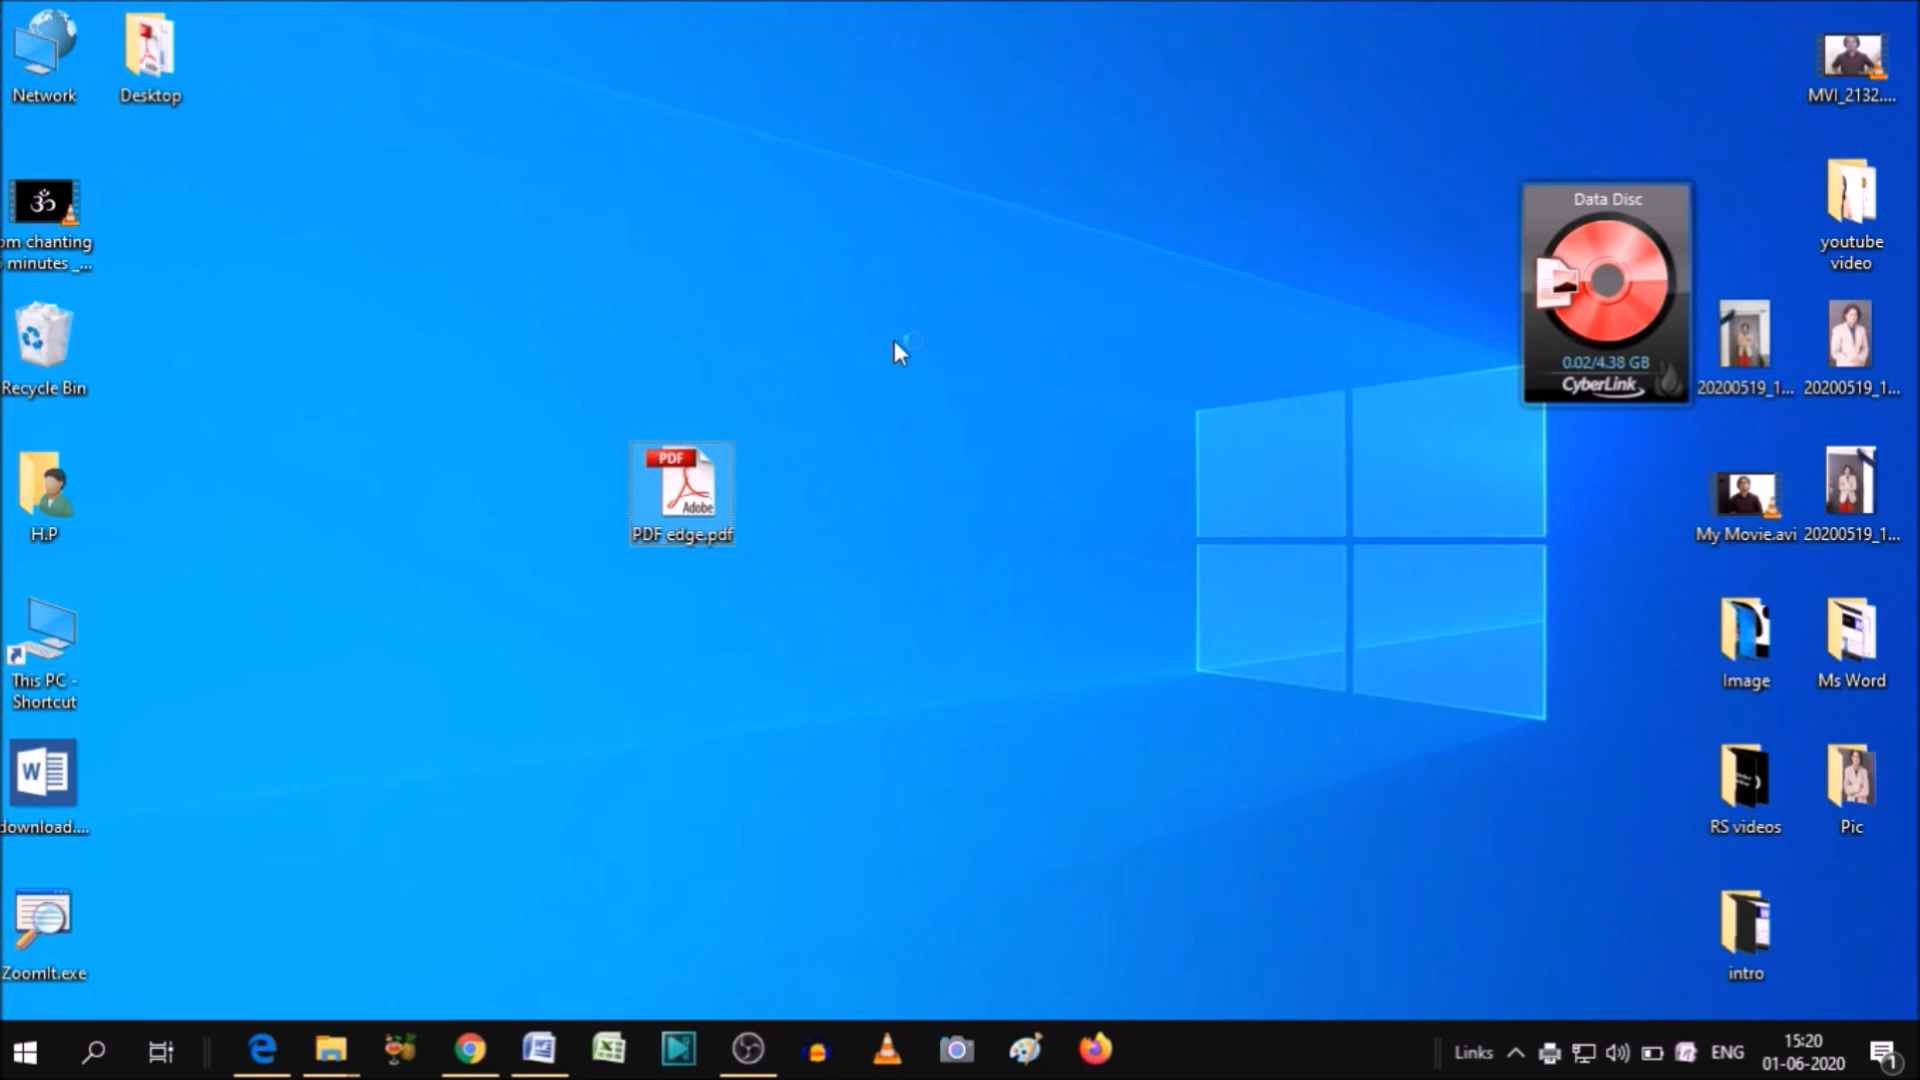 Network
Desktop
MVI_2132....
ॐ
om chanting
minutes _...
Data Disc
0.02/4.38 GB
CyberLink
youtube
video
Recycle Bin
20200519_1...
20200519_1...
H.P
PDF
Adobe
PDF edge.pdf
My Movie.avi
20200519_1...
This PC -
Shortcut
Image
Ms Word
W
download....
RS videos
Pic
ZoomIt.exe
intro
Links
ENG
15:20
01-06-2020
1